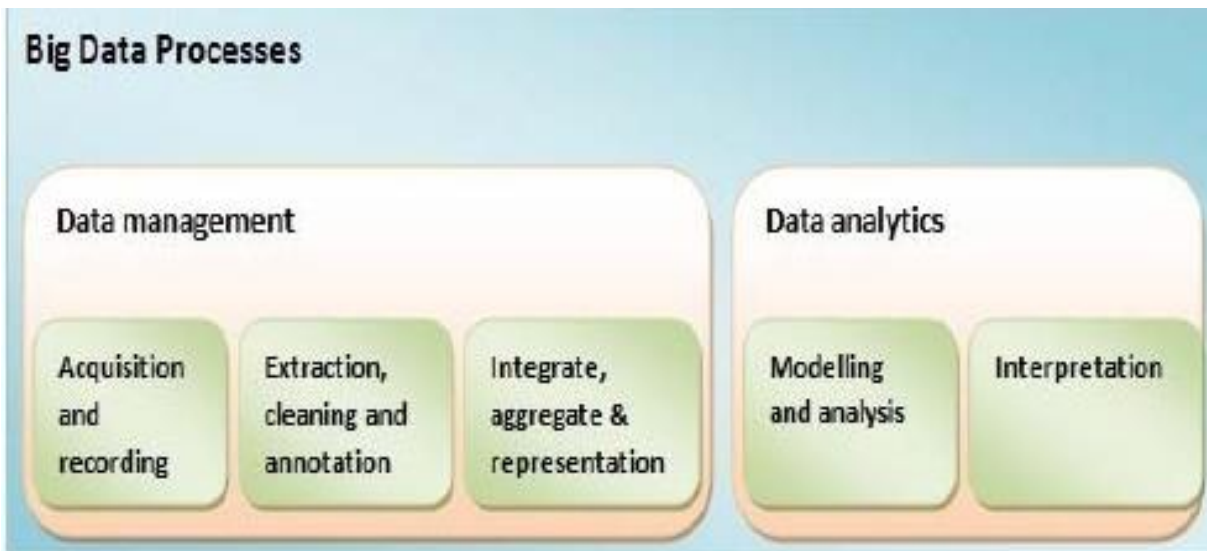 Big Data Processes
Data management
Acquisition
and
recording
Extraction,
cleaning and
annotation
Integrate,
aggregate &
representation
Data analytics
Modelling
and analysis
Interpretation